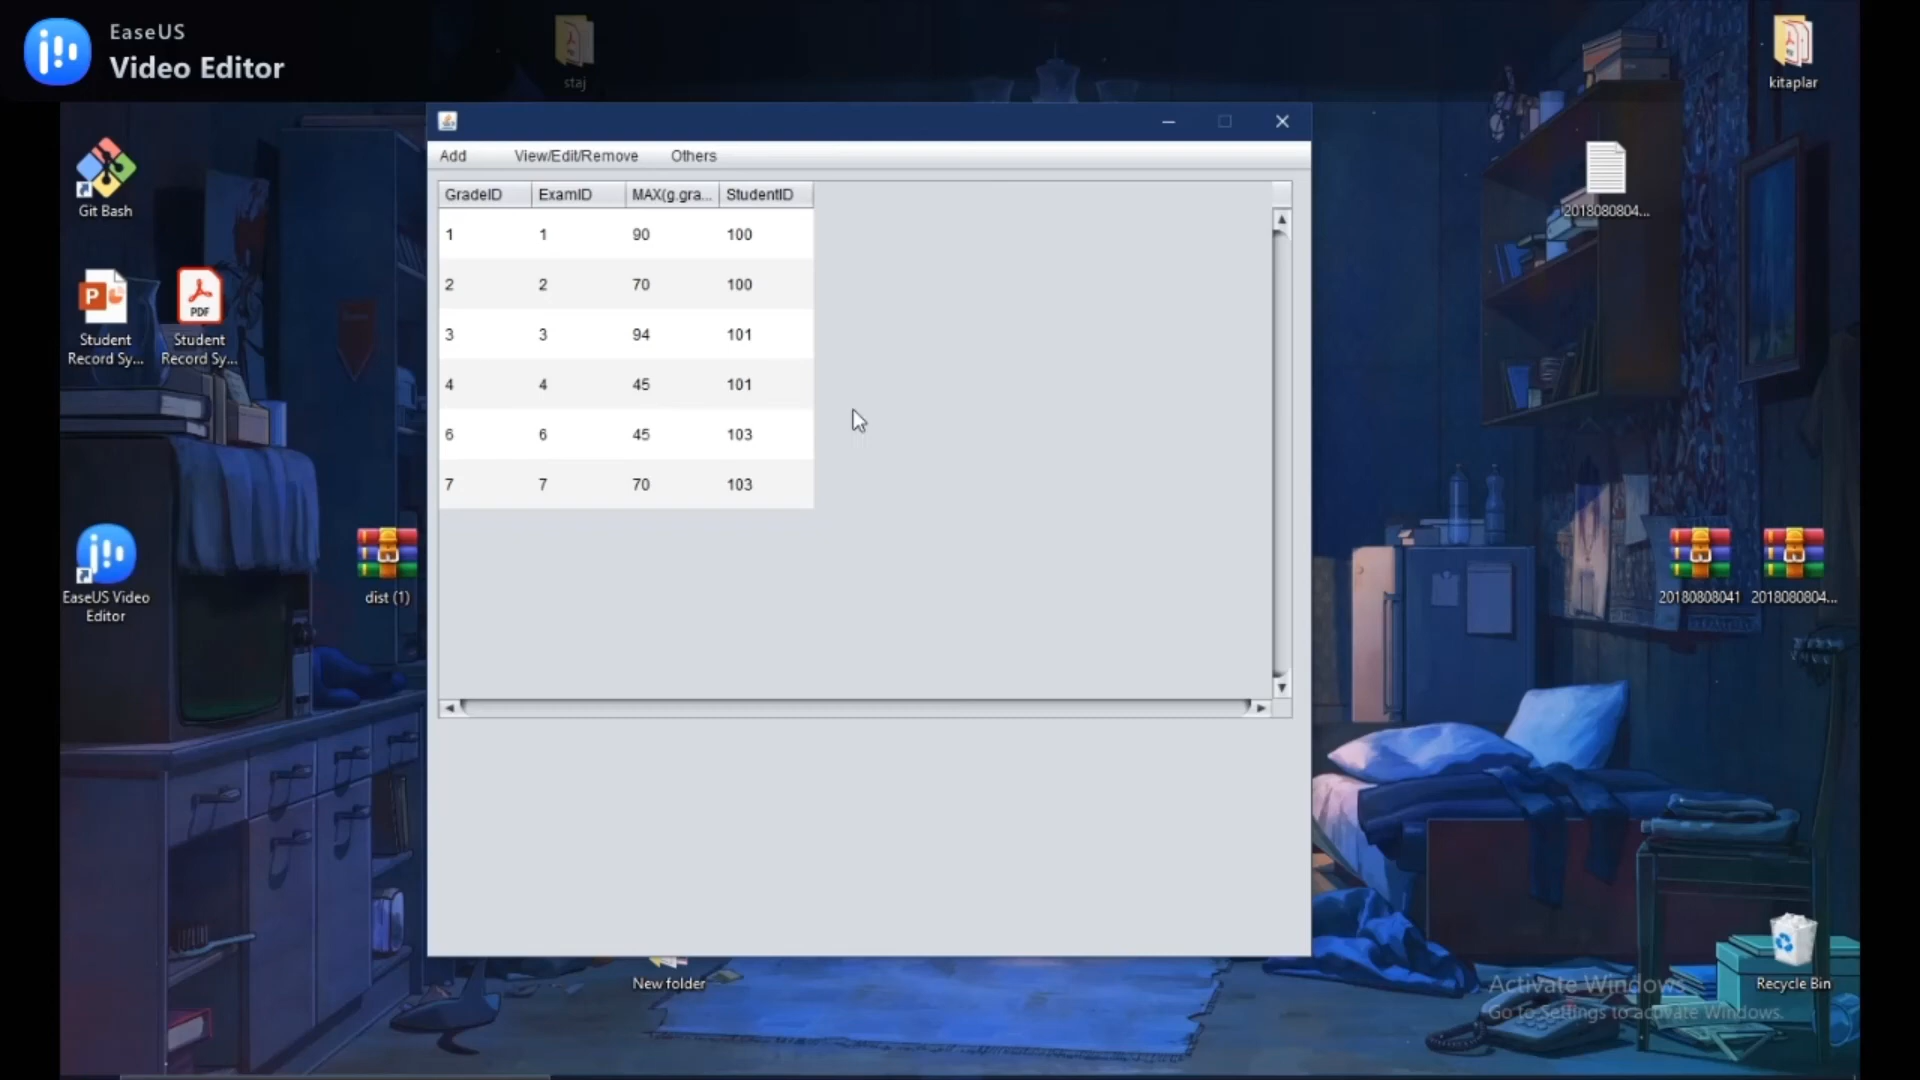 EaseUS
Video Editor
staj
kitaplar
Git Bash
20180808 04...
Add View/Edit/Remove Others
GradeID ExamID MAX(g.gra... StudentID
1 1 90 100
2 2 70 100
3 3 94 101
4 4 45 101
6 6 45 103
7 7 70 103
P
PDF
Student
Record Sy...
Student
Record Sy...
EaseUS Video
Editor
dist (1)
20180808041
2018080804...
New folder
Recycle Bin
Activate Windows
Go to Settings to activate Windows.